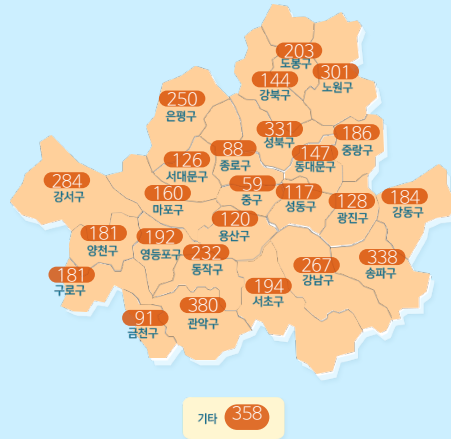 203
도봉구
301
노원구
144
강북구
250
은평구
331
성북구
186
중랑구
88
종로구
147
동대문구
126
서대문구
284
강서구
160
마포구
59
중구
117
성동구
128
광진구
184
강동구
120
용산구
181
양천구
192
영등포구
232
동작구
267
강남구
338
송파구
181
구로구
194
서초구
91
금천구
380
관악구
기타 358